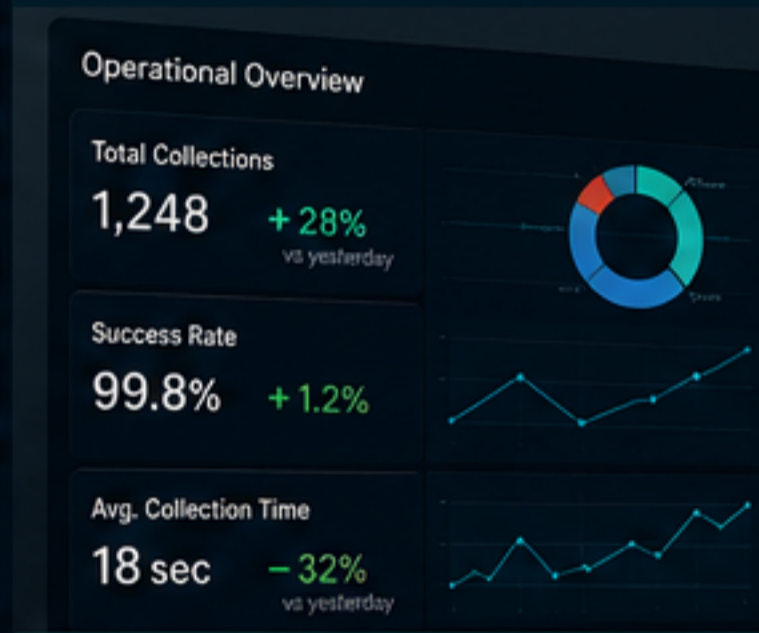 Operational Overview
Total Collections
1,248
+ 28%
vs yesterday
Success Rate
99.8%
+ 1.2%
Avg. Collection Time
18 sec
– 32%
vs yesterday